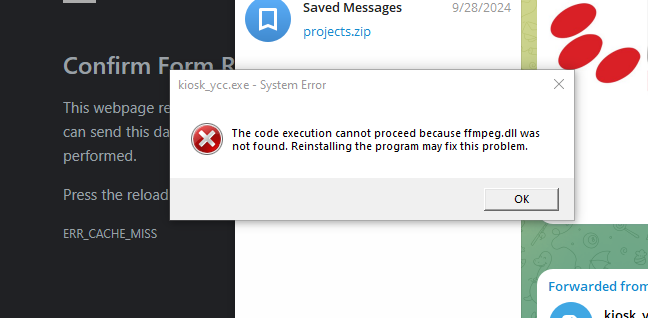 Saved Messages
9/28/2024
projects.zip
Confirm Form R
This webpage re
can send this da
performed.
Press the reload
ERR_CACHE_MISS
kiosk_ycc.exe - System Error
The code execution cannot proceed because ffmpeg.dll was
not found. Reinstalling the program may fix this problem.
OK
Forwarded from